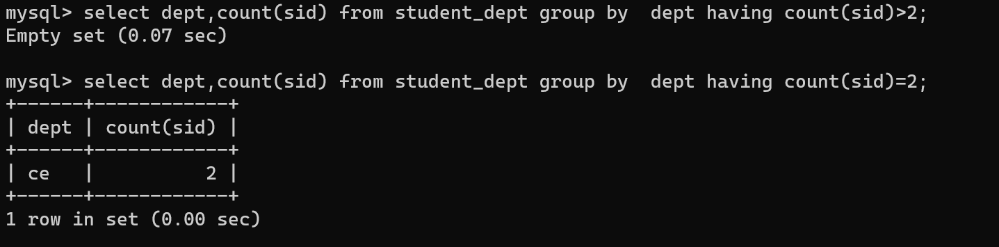 mysql> select dept,count(sid) from student_dept group by  dept having count(sid)>2;
Empty set (0.07 sec)
mysql> select dept,count(sid) from student_dept group by  dept having count(sid)=2;
+------+------------+
| dept | count(sid) |
+------+------------+
| ce   |          2 |
+------+------------+
1 row in set (0.00 sec)